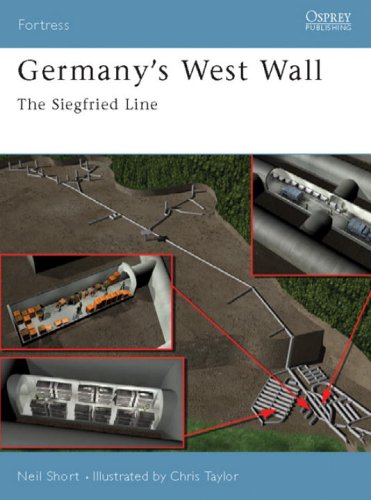 Fortress
OSPREY
PUBLISHING
Germany's West Wall
The Siegfried Line
Neil Short • Illustrated by Chris Taylor